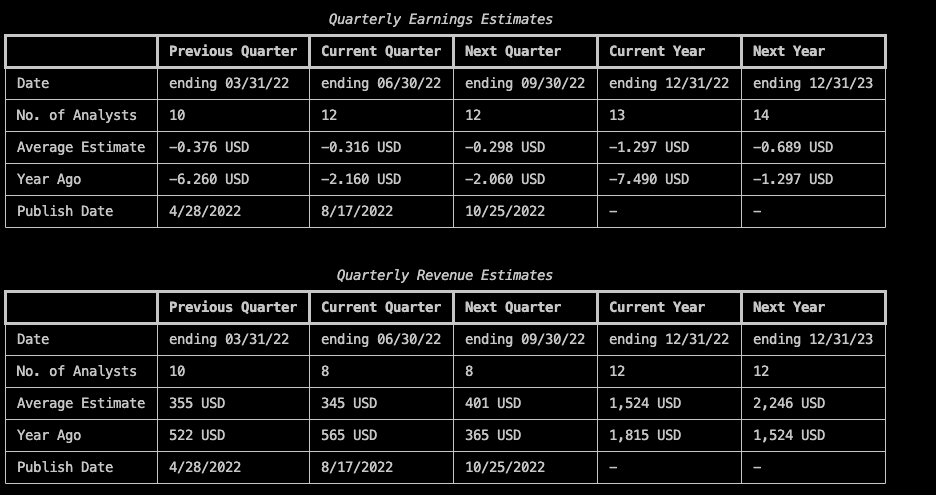 Quarterly Earnings Estimates
Previous Quarter Current Quarter Next Quarter Current Year Next Year
Date ending 03/31/22 ending 06/30/22 ending 09/30/22 ending 12/31/22 ending 12/31/23
No. of Analysts 10 12 12 13 14
Average Estimate −0.376 USD −0.316 USD −0.298 USD −1.297 USD −0.689 USD
Year Ago −6.260 USD −2.160 USD −2.060 USD −7.490 USD −1.297 USD
Publish Date 4/28/2022 8/17/2022 10/25/2022 − −
Quarterly Revenue Estimates
Previous Quarter Current Quarter Next Quarter Current Year Next Year
Date ending 03/31/22 ending 06/30/22 ending 09/30/22 ending 12/31/22 ending 12/31/23
No. of Analysts 10 8 8 12 12
Average Estimate 355 USD 345 USD 401 USD 1,524 USD 2,246 USD
Year Ago 522 USD 565 USD 365 USD 1,815 USD 1,524 USD
Publish Date 4/28/2022 8/17/2022 10/25/2022 − −